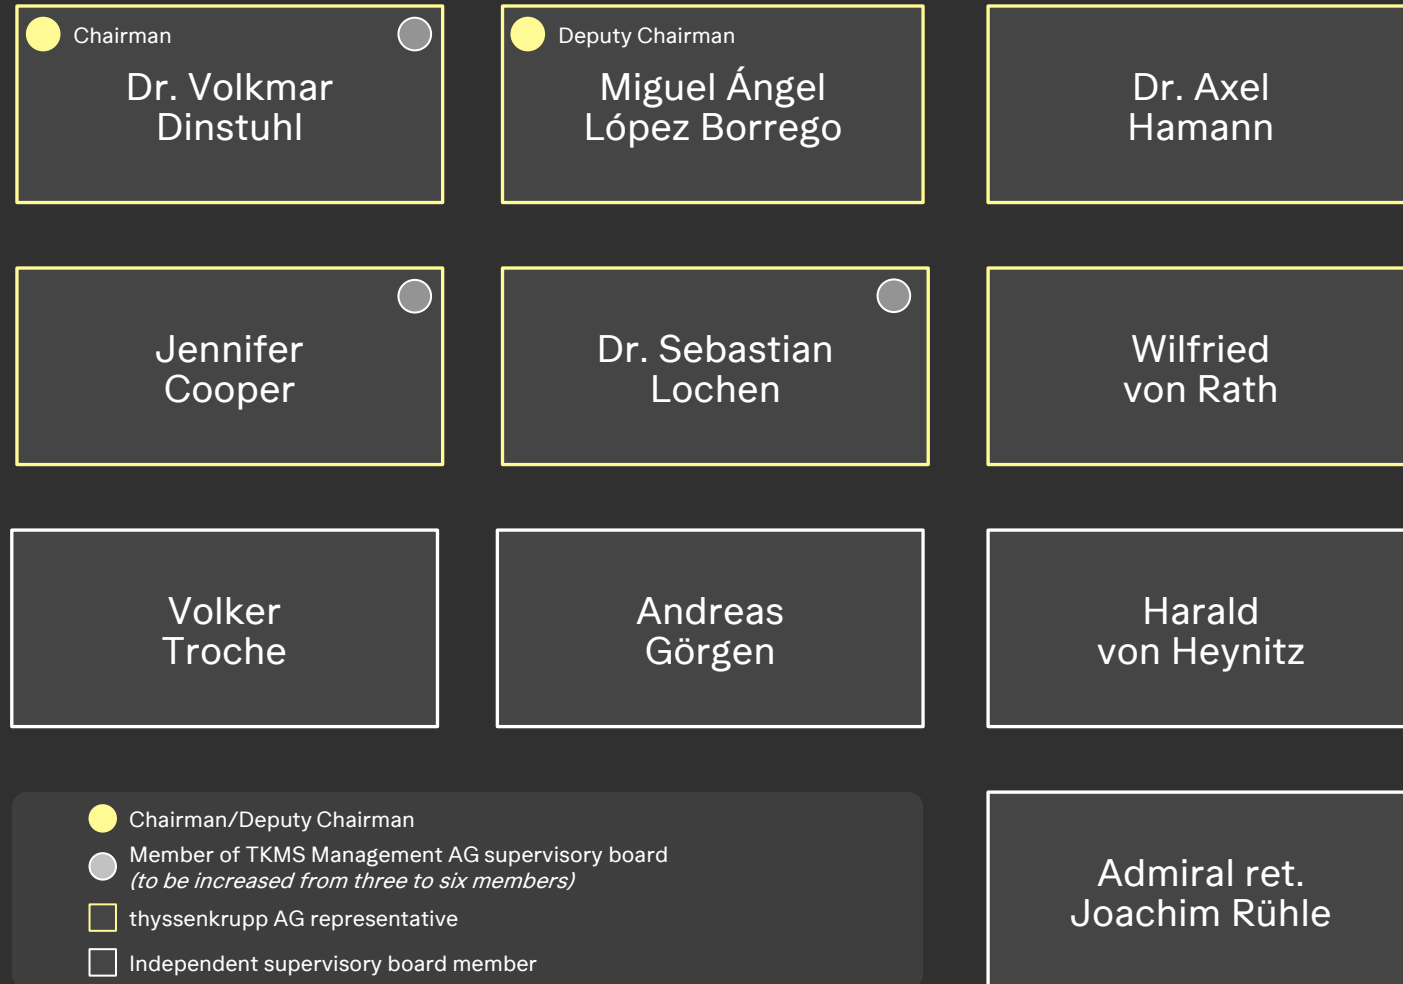 Chairman
Dr. Volkmar
Dinstuhl
Deputy Chairman
Miguel Ángel
López Borrego
Dr. Axel
Hamann
Jennifer
Cooper
Dr. Sebastian
Lochen
Wilfried
von Rath
Volker
Troche
Andreas
Görgen
Harald
von Heynitz
Chairman/Deputy Chairman
Member of TKMS Management AG supervisory board
(to be increased from three to six members)
thyssenkrupp AG representative
Independent supervisory board member
Admiral ret.
Joachim Rühle